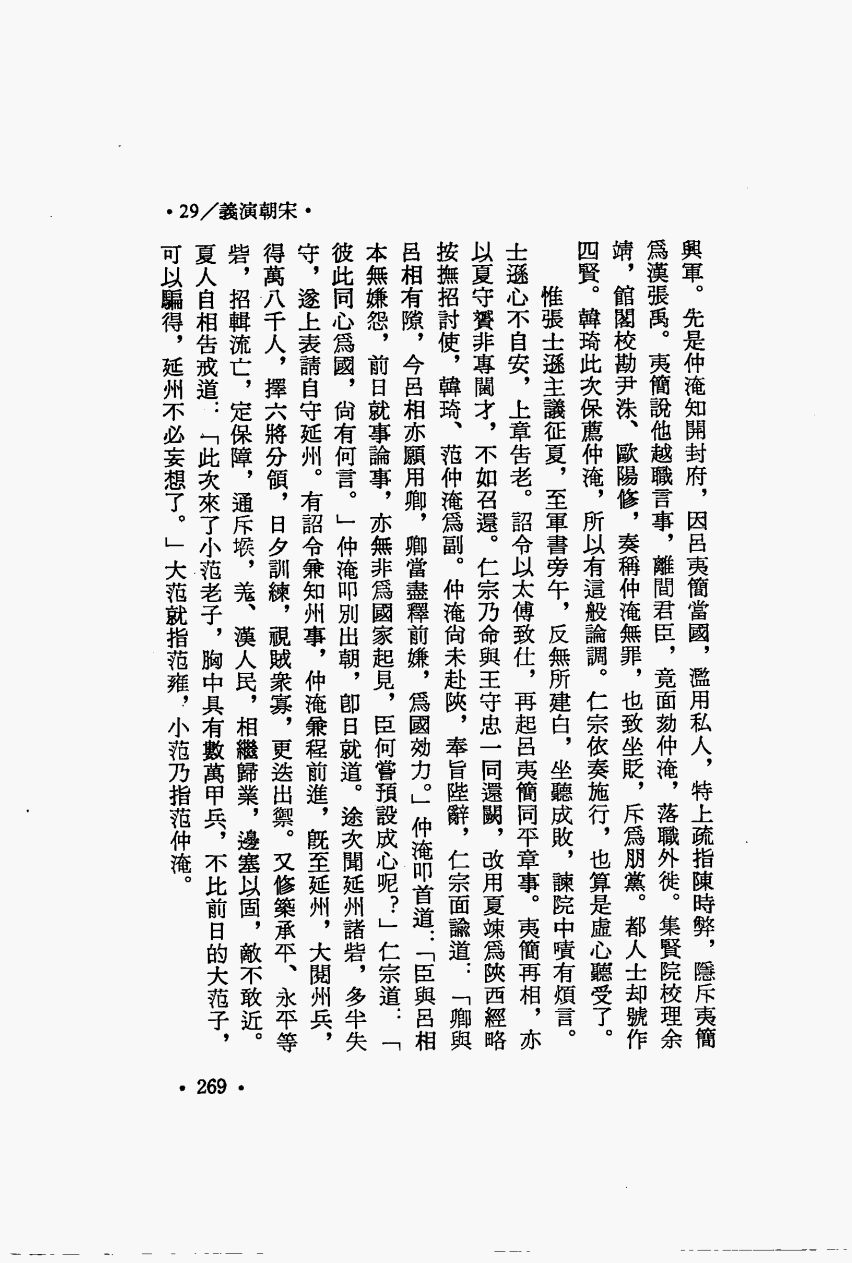 •29／義演朝宋•
興軍。先是仲淹知開封府，因呂夷簡當國，濫用私人，特上疏指陳時弊，隱斥夷簡
爲漢張禹。夷簡說他越職言事，離間君臣，竟面劾仲淹，落職外徙。集賢院校理余
靖，館閣校勘尹洙、歐陽修，奏稱仲淹無罪，也致坐貶，斥爲朋黨。都人士却號作
四賢。韓琦此次保薦仲淹，所以有這般論調。仁宗依奏施行，也算是虛心聽受了。
惟張士遜主議征夏，至軍書旁午，反無所建白，坐聽成敗，諫院中嘖有煩言。
士遜心不自安，上章告老。詔令以太傅致仕，再起呂夷簡同平章事。夷簡再相，亦
以夏守贇非專閫才，不如召還。仁宗乃命與王守忠一同還闕，改用夏竦爲陝西經略
按撫招討使，韓琦、范仲淹爲副。仲淹尙未赴陝，奉旨陛辭，仁宗面諭道：「卿與
呂相有隙，今呂相亦願用卿，卿當盡釋前嫌，爲國効力。」仲淹叩首道：「臣與呂相
本無嫌怨，前日就事論事，亦無非爲國家起見，臣何嘗預設成心呢？」仁宗道：「
彼此同心爲國，尙有何言。」仲淹叩別出朝，卽日就道。途次聞延州諸砦，多半失
守，遂上表請自守延州。有詔令兼知州事，仲淹兼程前進，旣至延州，大閱州兵，
得萬八千人，擇六將分領，日夕訓練，視賊衆寡，更迭出禦。又修築承平、永平等
砦，招輯流亡，定保障，通斥堠，羌、漢人民，相繼歸業，邊塞以固，敵不敢近。
夏人自相告戒道：「此次來了小范老子，胸中具有數萬甲兵，不比前日的大范子，
可以騙得，延州不必妄想了。」大范就指范雍，小范乃指范仲淹。
•269•